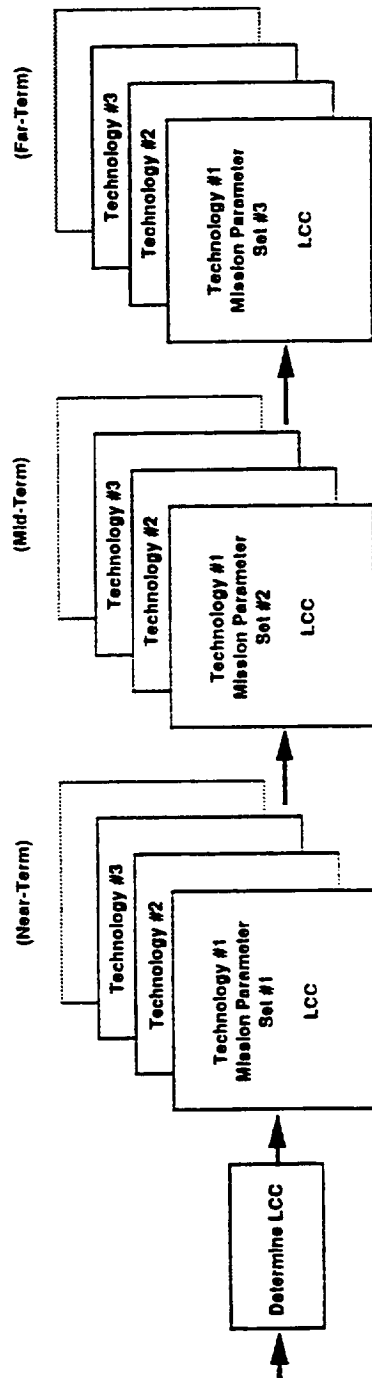 Determine LCC
(Near-Term)
Technology #3
Technology #2
Technology #1
Mission Parameter
Set #1
LCC
(Mid-Term)
Technology #3
Technology #2
Technology #1
Mission Parameter
Set #2
LCC
(Far-Term)
Technology #3
Technology #2
Technology #1
Mission Parameter
Set #3
LCC